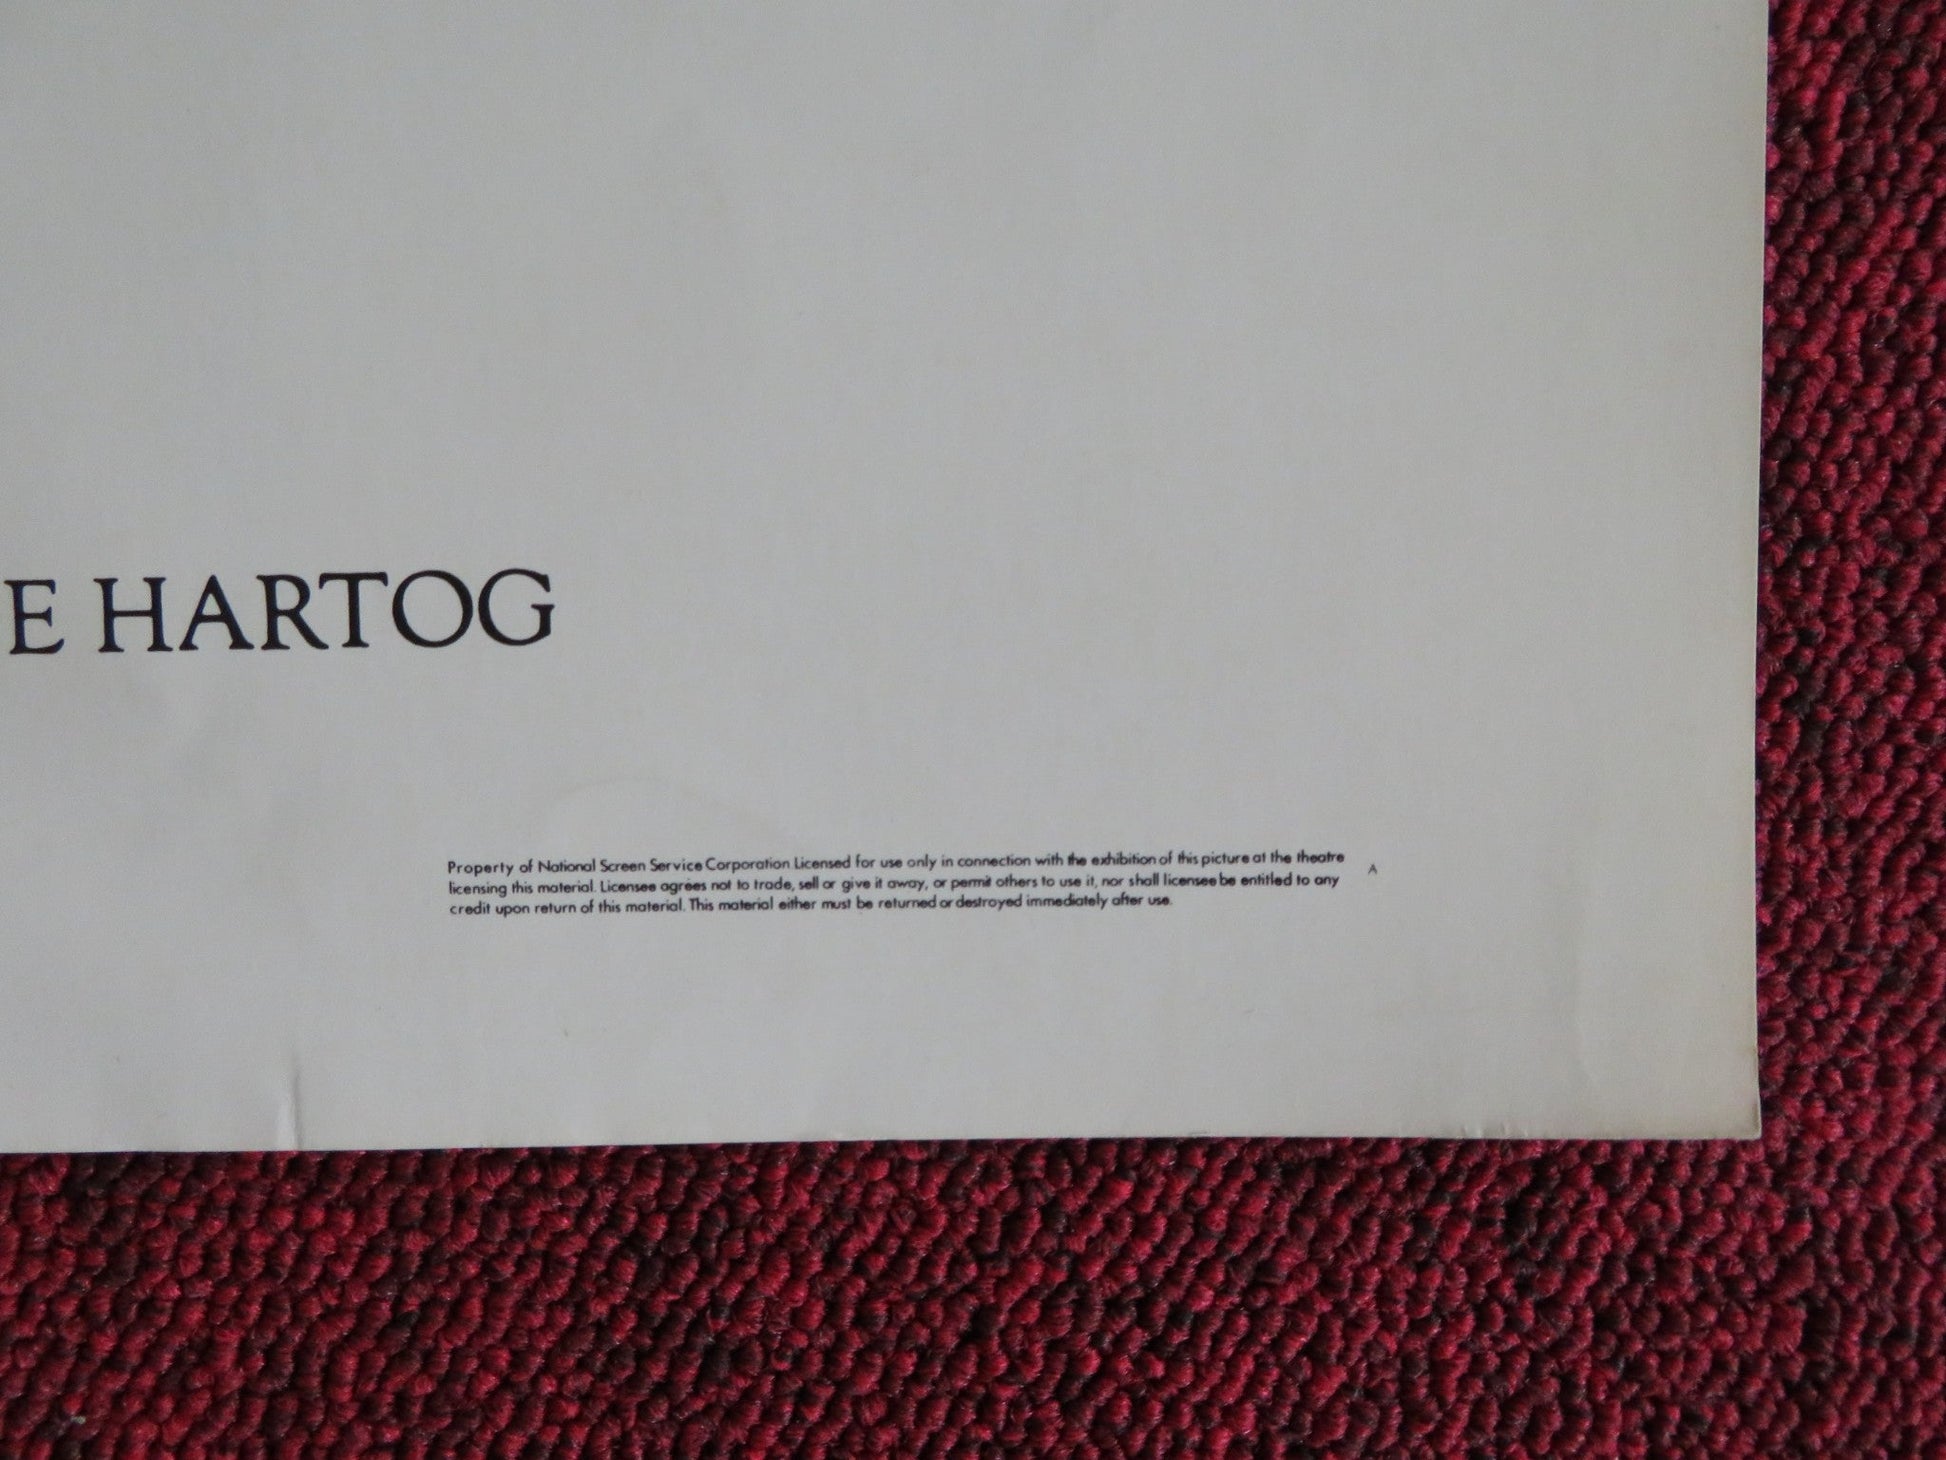 E HARTOG
Property of National Screen Service Corporation Licensed for use only in connection with the exhibition of this picture at the theatre
licensing this material. Licensee agrees not to trade, sell or give it away, or permit others to use it, nor shall licensee be entitled to any
credit upon return of this material. This material either must be returned or destroyed immediately after use.
A